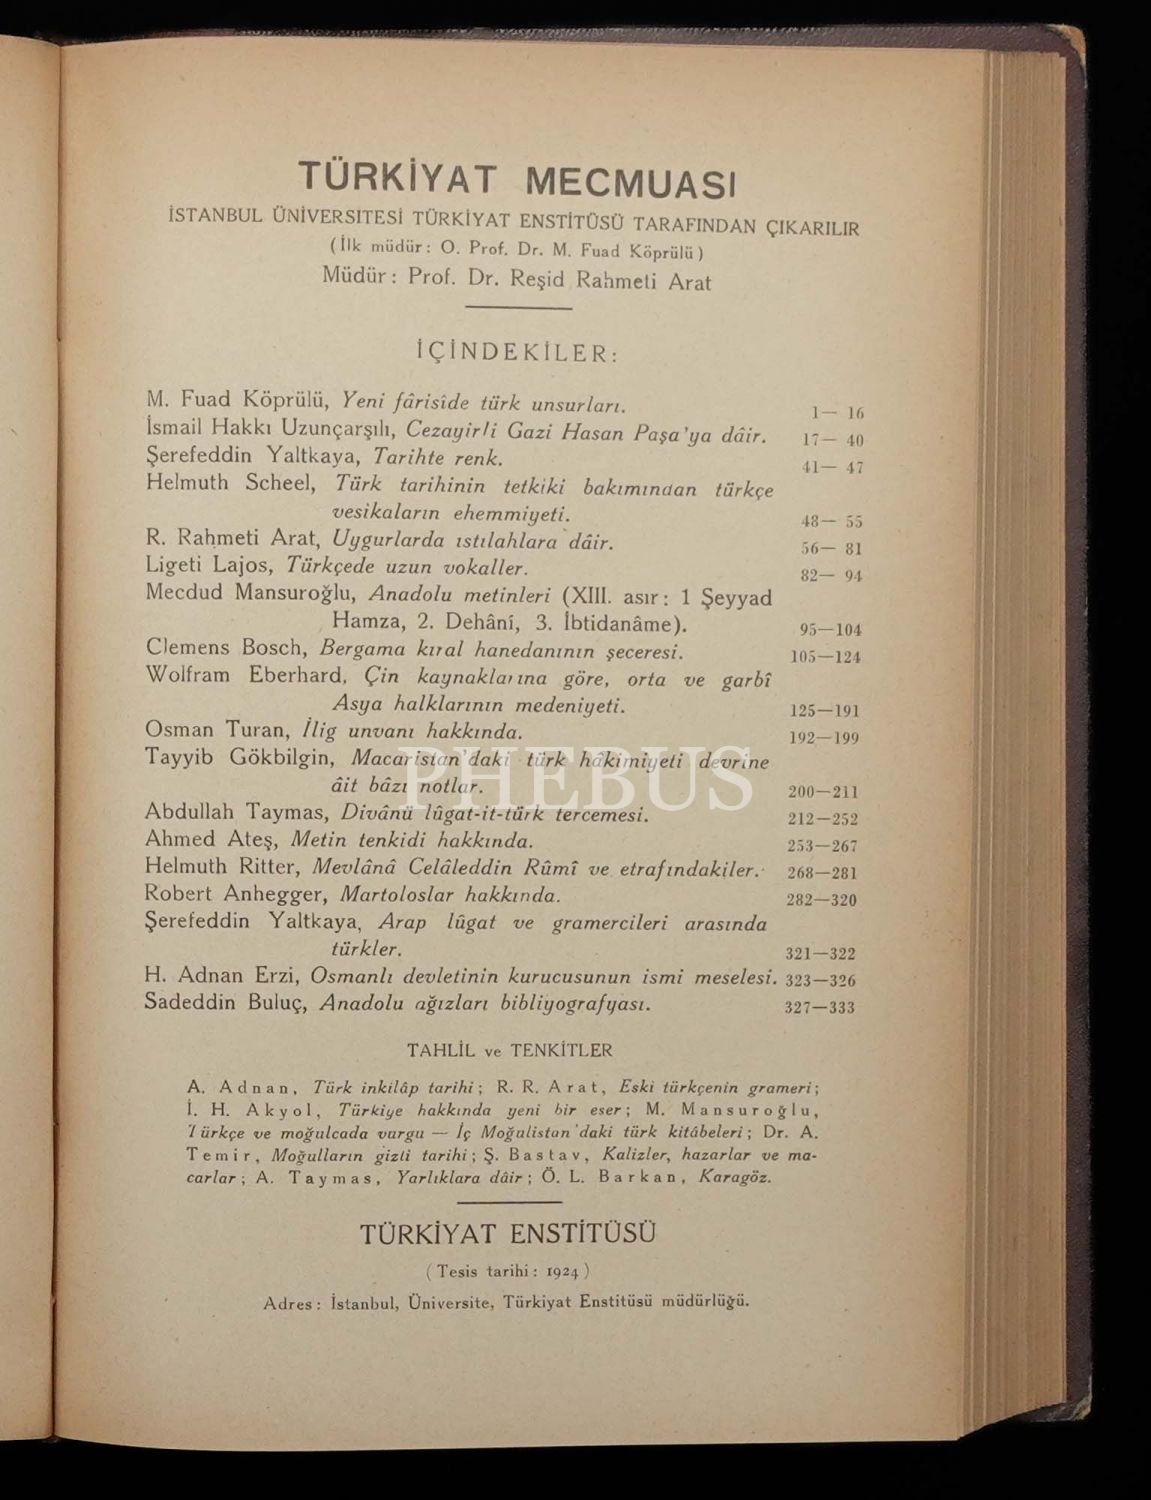 TÜRKİYAT MECMUASI
İSTANBUL ÜNİVERSITESİ TÜRKİYAT ENSTİTÜSÜ TARAFINDAN ÇIKARILIR
(İlk müdür: O. Prof. Dr. M. Fuad Köprülü)
Müdür: Prof. Dr. Reşid Rahmeti Arat
İÇİNDEKİLER:
M. Fuad Köprülü, Yeni fârisîde türk unsurları. 1— 16
İsmail Hakkı Uzunçarşılı, Cezayirli Gazi Hasan Paşa'ya dâir. 17— 40
Şerefeddin Yaltkaya, Tarihte renk. 41— 47
Helmuth Scheel, Türk tarihinin tetkiki bakımından türkçe
vesikaların ehemmiyeti. 48— 55
R. Rahmeti Arat, Uygurlarda ıstılahlara dâir. 56— 81
Ligeti Lajos, Türkçede uzun vokaller. 82— 94
Mecdud Mansuroğlu, Anadolu metinleri (XIII. asır: 1 Şeyyad
Hamza, 2. Dehânî, 3. İbtidanâme). 95—104
Clemens Bosch, Bergama kıral hanedanının şeceresi. 105—124
Wolfram Eberhard, Çin kaynaklarına göre, orta ve garbî
Asya halklarının medeniyeti. 125—191
Osman Turan, İlig unvanı hakkında. 192—199
Tayyib Gökbilgin, Macaristan'daki türk hâkimiyeti devrine
âit bâzı notlar. 200—211
PHEBUS
Abdullah Taymas, Divânü lûgat-it-türk tercemesi. 212—252
Ahmed Ateş, Metin tenkidi hakkında. 253—267
Helmuth Ritter, Mevlânâ Celâleddin Rûmî ve etrafındakiler. 268—281
Robert Anhegger, Martoloslar hakkında. 282—320
Şerefeddin Yaltkaya, Arap lûgat ve gramercileri arasında
türkler. 321—322
H. Adnan Erzi, Osmanlı devletinin kurucusunun ismi meselesi. 323—326
Sadeddin Buluç, Anadolu ağızları bibliyografyası. 327—333
TAHLİL ve TENKİTLER
A. Adnan, Türk inkilâp tarihi; R. R. Arat, Eski türkçenin grameri;
İ. H. Akyol, Türkiye hakkında yeni bir eser; M. Mansuroğlu,
Türkçe ve moğulcada vurgu — İç Moğulistan'daki türk kitâbeleri; Dr. A.
Temir, Moğulların gizli tarihi; Ş. Bastav, Kalizler, hazarlar ve ma-
carlar; A. Taymas, Yarlıklara dâir; Ö. L. Barkan, Karagöz.
TÜRKİYAT ENSTİTÜSÜ
(Tesis tarihi: 1924)
Adres: İstanbul, Üniversite, Türkiyat Enstitüsü müdürlüğü.